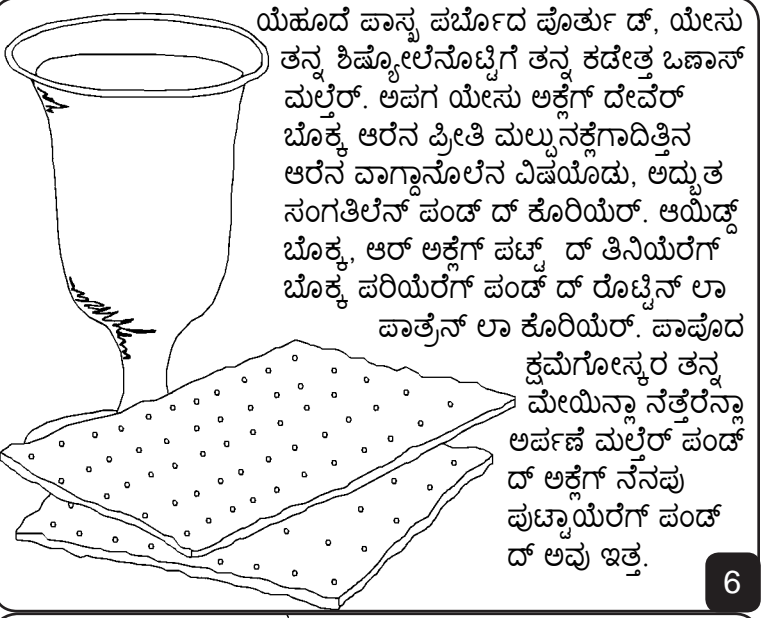 ಯೆಹೂದೆ ಪಾಸ್ಖ ಪರ್ಬೊದ ಪೊರ್ತು ಡ್, ಯೇಸು
ತನ್ನ ಶಿಷ್ಯೋಲೆನೊಟ್ಟಿಗೆ ತನ್ನ ಕಡೇತ್ತ ಒಣಾಸ್
ಮಲ್ತೆರ್. ಅಪಗ ಯೇಸು ಅಕ್ಲೆಗ್ ದೇವೆರ್
ಬೊಕ್ಕ ಆರೆನ ಪ್ರೀತಿ ಮಲ್ಪುನಕ್ಲೆಗಾದಿತ್ತಿನ
ಆರೆನ ವಾಗ್ದಾನೊಲೆನ ವಿಷಯೊಡು, ಅದ್ಭುತ
ಸಂಗತಿಲೆನ್ ಪಂಡ್ ದ್ ಕೊರಿಯೆರ್. ಆಯಿಡ್ದ್
ಬೊಕ್ಕ, ಆರ್ ಅಕ್ಲೆಗ್ ಪಟ್ಟ್ ದ್ ತಿನಿಯೆರೆಗ್
ಬೊಕ್ಕ ಪರಿಯೆರೆಗ್ ಪಂಡ್ ದ್ ರೊಟ್ಟಿನ್ ಲಾ
ಪಾತ್ರೆನ್ ಲಾ ಕೊರಿಯೆರ್. ಪಾಪೊದ
ಕ್ಷಮೆಗೋಸ್ಕರ ತನ್ನ
ಮೇಯಿನ್ಲಾ ನೆತ್ತೆರೆನ್ಲಾ
ಅರ್ಪಣೆ ಮಲ್ತೆರ್ ಪಂಡ್
ದ್ ಅಕ್ಲೆಗ್ ನೆನಪು
ಪುಟ್ಟಾಯೆರೆಗ್ ಪಂಡ್
ದ್ ಅವು ಇತ್ತ.
6